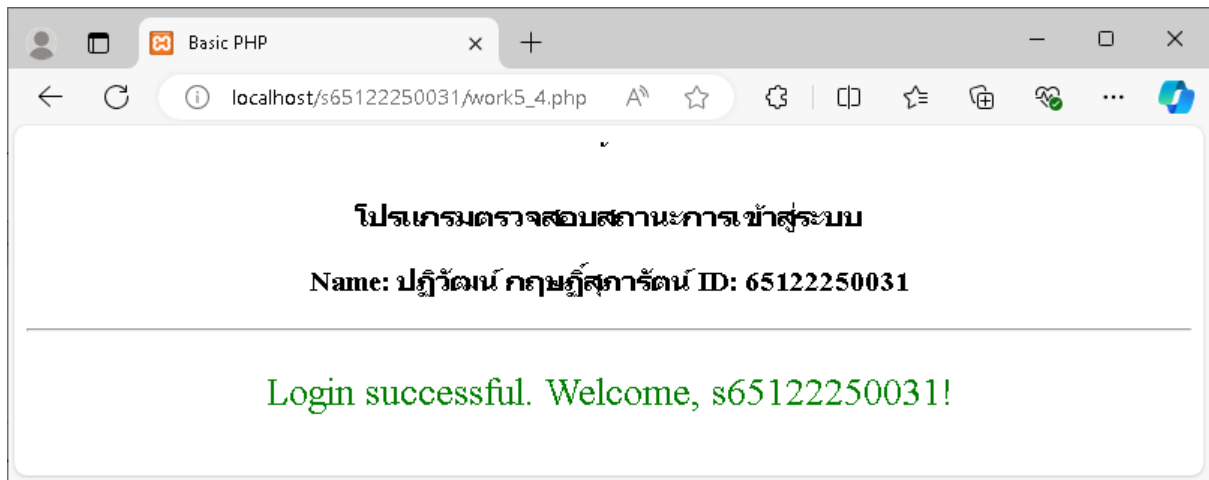 Basic PHP
localhost/s65122250031/work5_4.php
โปรแกรมตรวจสอบสถานะการเข้าสู่ระบบ
Name: ปฏิวัฒน์ กฤษฎิ์สุภารัตน์ ID: 65122250031
Login successful. Welcome, s65122250031!